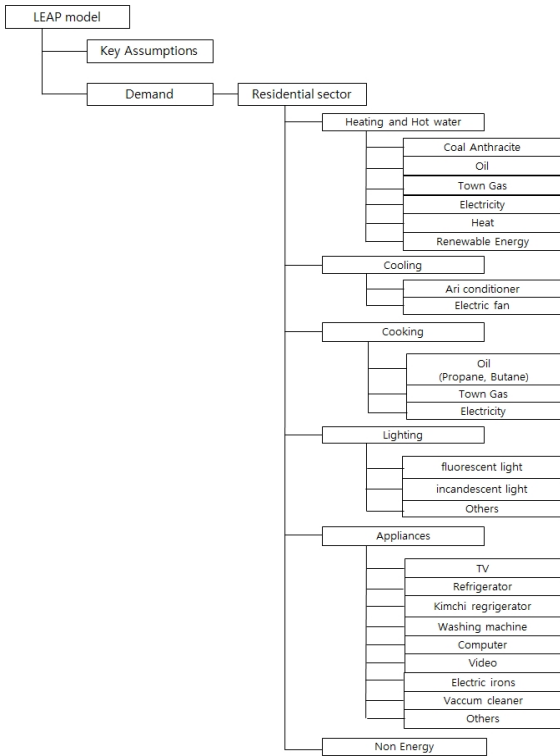 LEAP model
Key Assumptions
Demand
Residential sector
Heating and Hot water
Coal Anthracite
Oil
Town Gas
Electricity
Heat
Renewable Energy
Cooling
Ari conditioner
Electric fan
Cooking
Oil
(Propane, Butane)
Town Gas
Electricity
Lighting
fluorescent light
incandescent light
Others
Appliances
TV
Refrigerator
Kimchi regrigerator
Washing machine
Computer
Video
Electric irons
Vaccum cleaner
Others
Non Energy